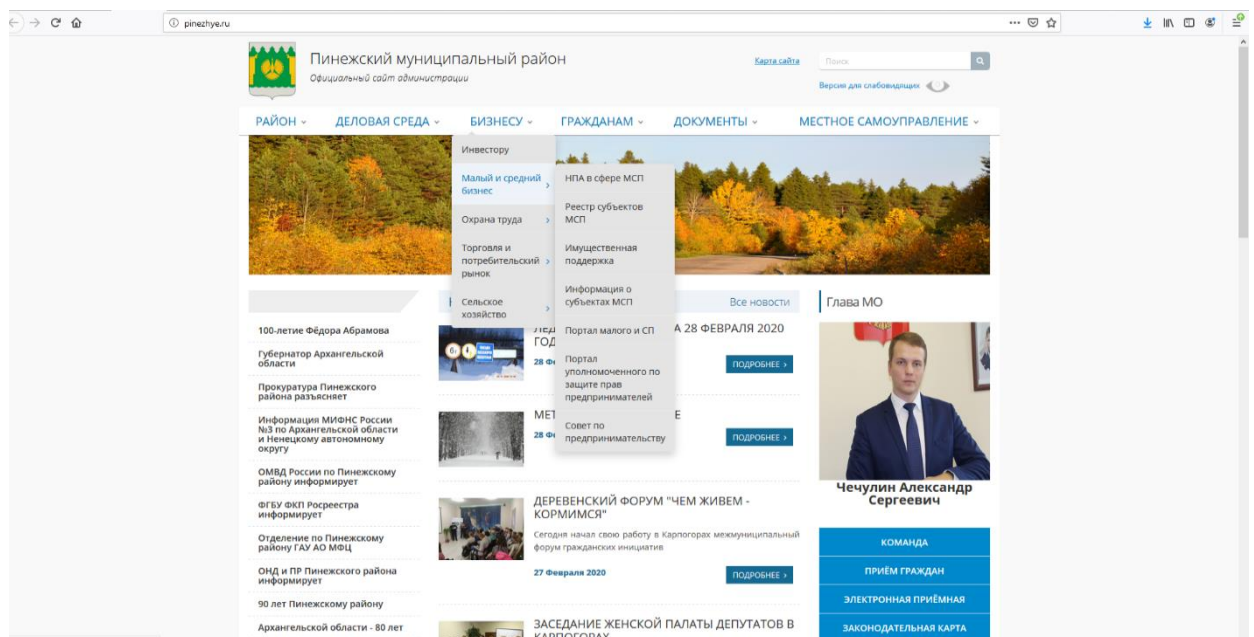 pinezhye.ru
Пинежский муниципальный район
Официальный сайт администрации
Карта сайта
Поиск
Версия для слабовидящих
РАЙОН
ДЕЛОВАЯ СРЕДА
БИЗНЕСУ
ГРАЖДАНАМ
ДОКУМЕНТЫ
МЕСТНОЕ САМОУПРАВЛЕНИЕ
Инвестору
Малый и средний
бизнес
Охрана труда
Торговля и
потребительский
рынок
Сельское
хозяйство
НПА в сфере МСП
Реестр субъектов
МСП
Имущественная
поддержка
Информация о
субъектах МСП
Портал малого и СП
Портал
уполномоченного по
защите прав
предпринимателей
Совет по
предпринимательству
100-летие Фёдора Абрамова
Губернатор Архангельской
области
Прокуратура Пинежского
района разъясняет
Информация МИФНС России
№3 по Архангельской области
и Ненецкому автономному
округу
ОМВД России по Пинежскому
району информирует
ФГБУ ФКП Росреестра
информирует
Отделение по Пинежскому
району ГАУ АО МФЦ
ОНД и ПР Пинежского района
информирует
90 лет Пинежскому району
Архангельской области - 80 лет
Все новости
А 28 ФЕВРАЛЯ 2020
ГОД
28 Фе
ПОДРОБНЕЕ
МЕТ
Е
28 Фе
ПОДРОБНЕЕ
ДЕРЕВЕНСКИЙ ФОРУМ "ЧЕМ ЖИВЕМ -
КОРМИМСЯ"
Сегодня начал свою работу в Карпогорах межмуниципальный
форум гражданских инициатив
27 Февраля 2020
ПОДРОБНЕЕ
ЗАСЕДАНИЕ ЖЕНСКОЙ ПАЛАТЫ ДЕПУТАТОВ В
КАРПОГОРАХ
Глава МО
Чечулин Александр
Сергеевич
КОМАНДА
ПРИЁМ ГРАЖДАН
ЭЛЕКТРОННАЯ ПРИЁМНАЯ
ЗАКОНОДАТЕЛЬНАЯ КАРТА